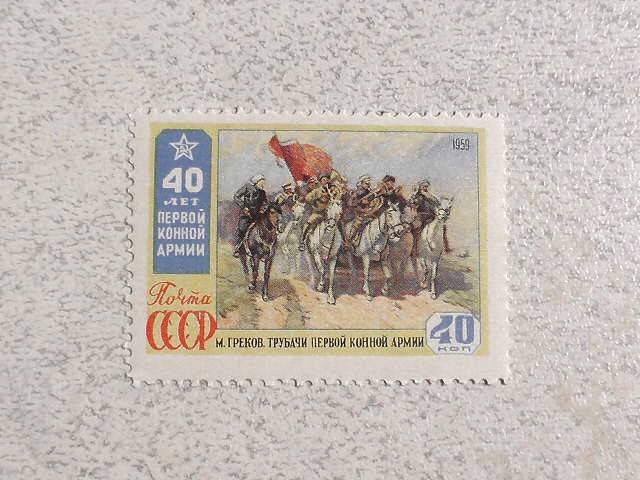 40
ЛЕТ
ПЕРВОЙ
КОННОЙ
АРМИИ
1959
Почта
СССР
М. ГРЕКОВ. ТРУБАЧИ ПЕРВОЙ КОННОЙ АРМИИ
40
КОП